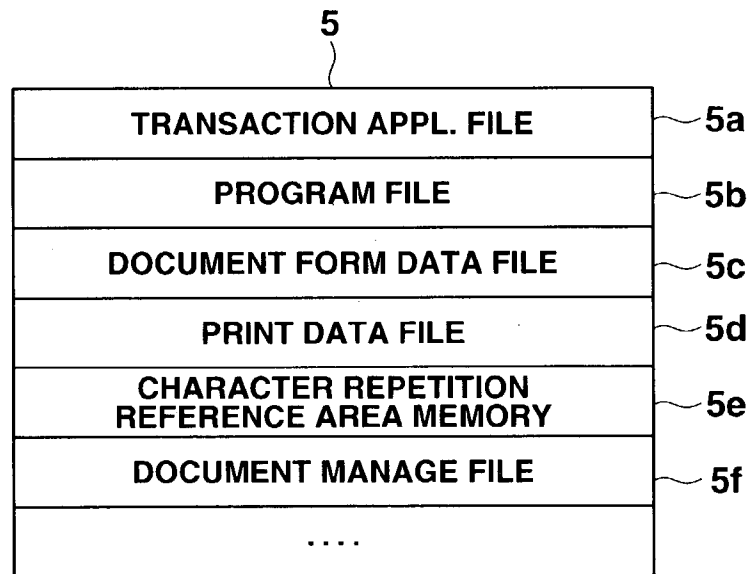 5
TRANSACTION APPL. FILE 5a
PROGRAM FILE 5b
DOCUMENT FORM DATA FILE 5c
PRINT DATA FILE 5d
CHARACTER REPETITION
REFERENCE AREA MEMORY 5e
DOCUMENT MANAGE FILE 5f
....